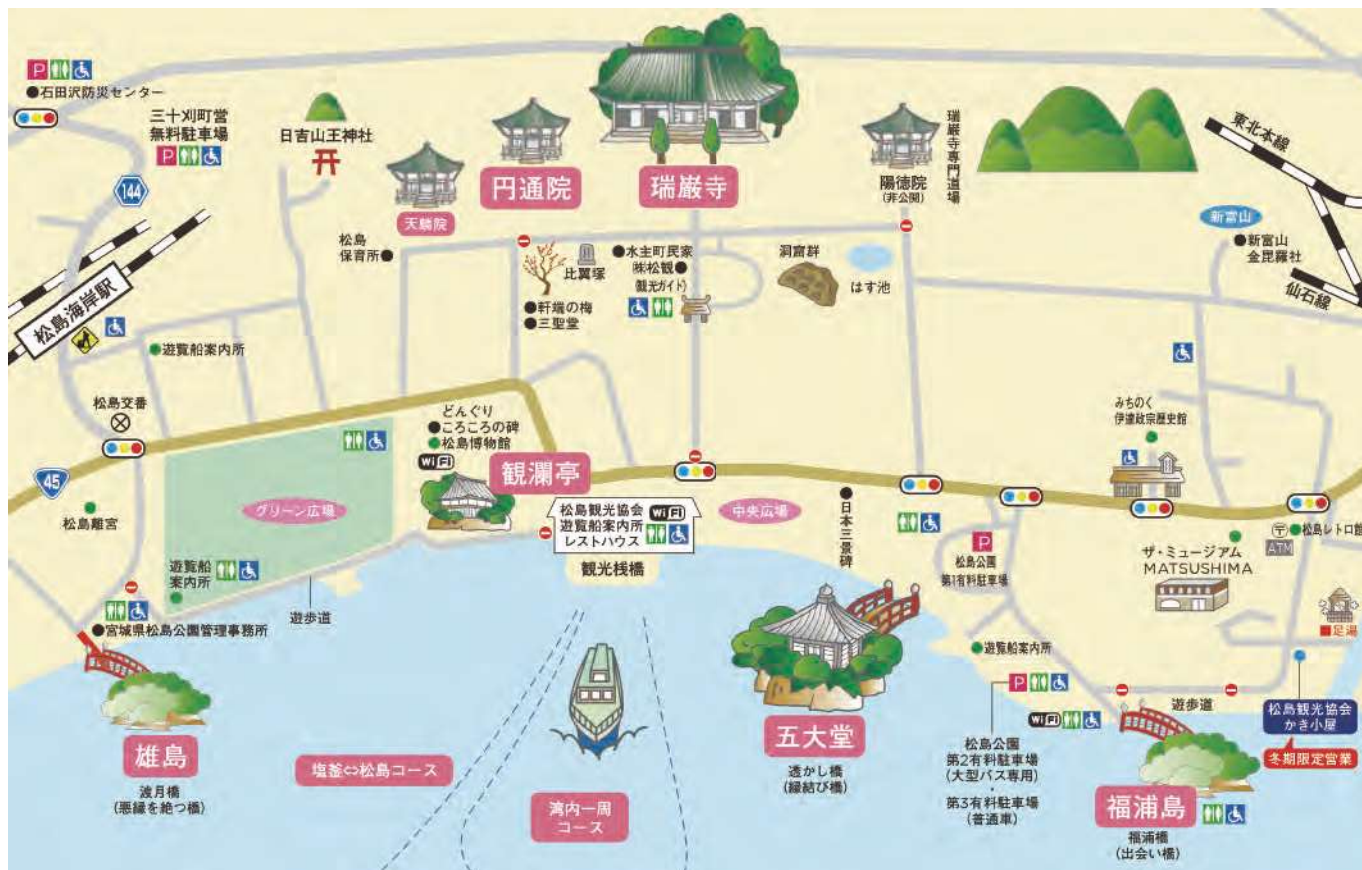 P
●石田沢防災センター
三十刈町営
無料駐車場
P
144
日吉山王神社
天麟院
円通院
瑞巌寺
陽徳院
(非公開)
瑞巌寺専門道場
東北本線
新富山
●新富山
金毘羅社
仙石線
松島海岸駅
松島
保育所●
比翼塚
●軒端の梅
●三聖堂
●水主町民家
㈱松観●
(観光ガイド)
洞窟群
はす池
●遊覧船案内所
松島交番
45
●
松島離宮
グリーン広場
どんぐり
●ころころの碑
●松島博物館
WiFi
観瀾亭
松島観光協会 WiFi
遊覧船案内所
レストハウス
観光桟橋
中央広場
●日本三景碑
P
松島公園
第1有料駐車場
みちのく
伊達政宗歴史館
ザ・ミュージアム
MATSUSHIMA
〒●松島レトロ館
ATM
■足湯
遊覧船
案内所
遊歩道
●宮城県松島公園管理事務所
雄島
渡月橋
(悪縁を絶つ橋)
塩釜⇔松島コース
湾内一周
コース
五大堂
透かし橋
(縁結び橋)
●遊覧船案内所
P
松島公園
第2有料駐車場
(大型バス専用)
・
第3有料駐車場
(普通車)
WiFi
遊歩道
福浦島
福浦橋
(出会い橋)
松島観光協会
かき小屋
冬期限定営業